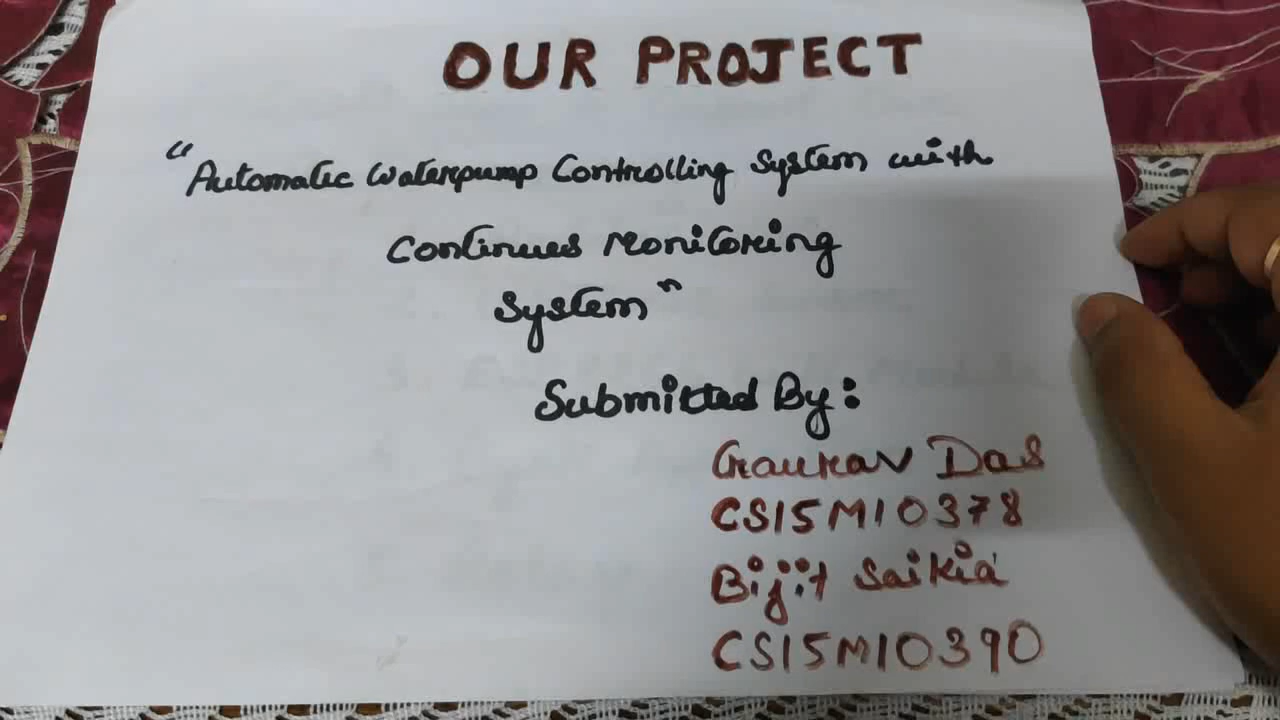 OUR PROJECT
"Automatic Waterpump Controlling System with
Continues Monitoring
System"
Submitted By:
Gaurav Das
CS15M10378
Bijit Saikia
CS15M10390